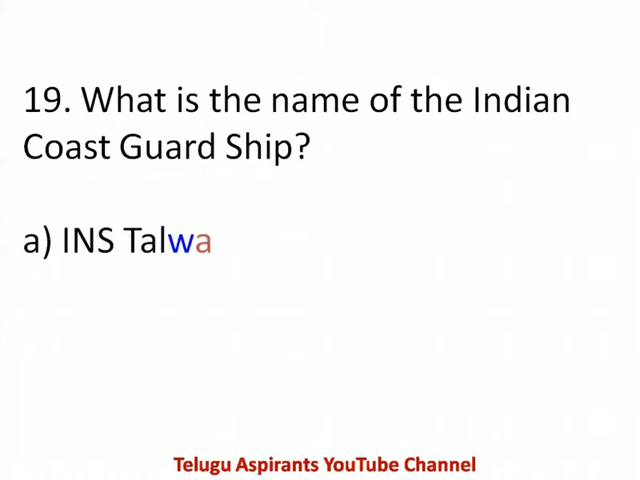 19. What is the name of the Indian
Coast Guard Ship?
a) INS Talwa
Telugu Aspirants YouTube Channel